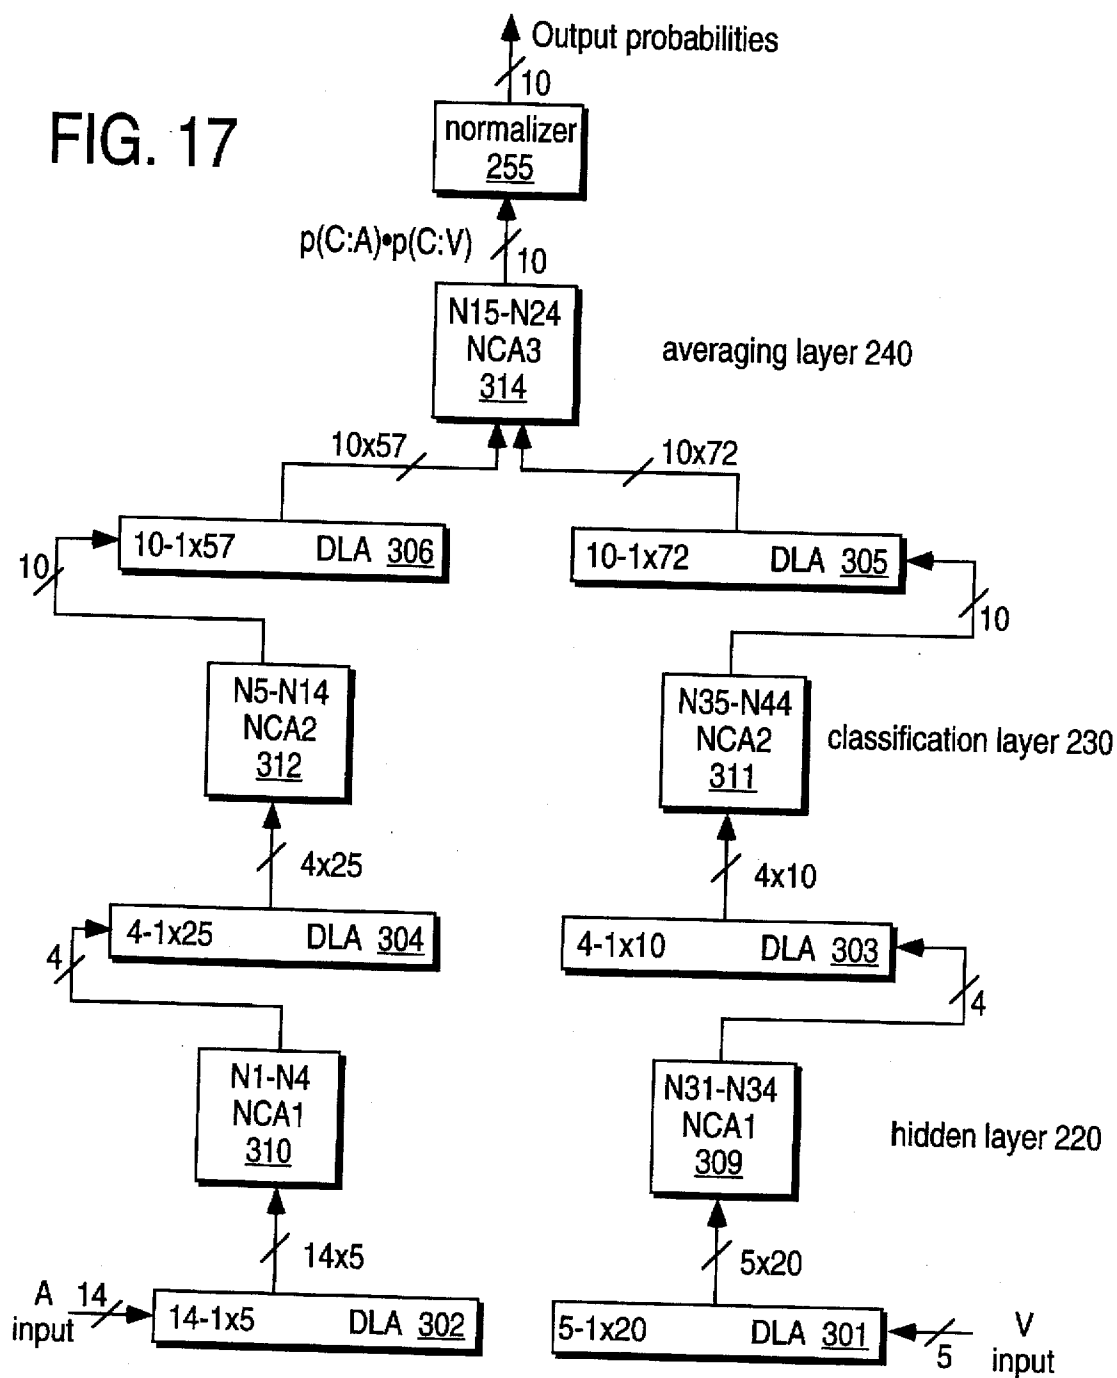 Output probabilities
10
FIG. 17
normalizer
255
p(C:A)•p(C:V)
10
N15-N24
NCA3
314
averaging layer 240
10x57
10x72
10-1x57 DLA 306
10-1x72 DLA 305
10
10
N5-N14
NCA2
312
N35-N44
NCA2
311
classification layer 230
4x25
4x10
4-1x25 DLA 304
4-1x10 DLA 303
4
4
N1-N4
NCA1
310
N31-N34
NCA1
309
hidden layer 220
14x5
5x20
A
input
14
14-1x5 DLA 302
5-1x20 DLA 301
5
V
input